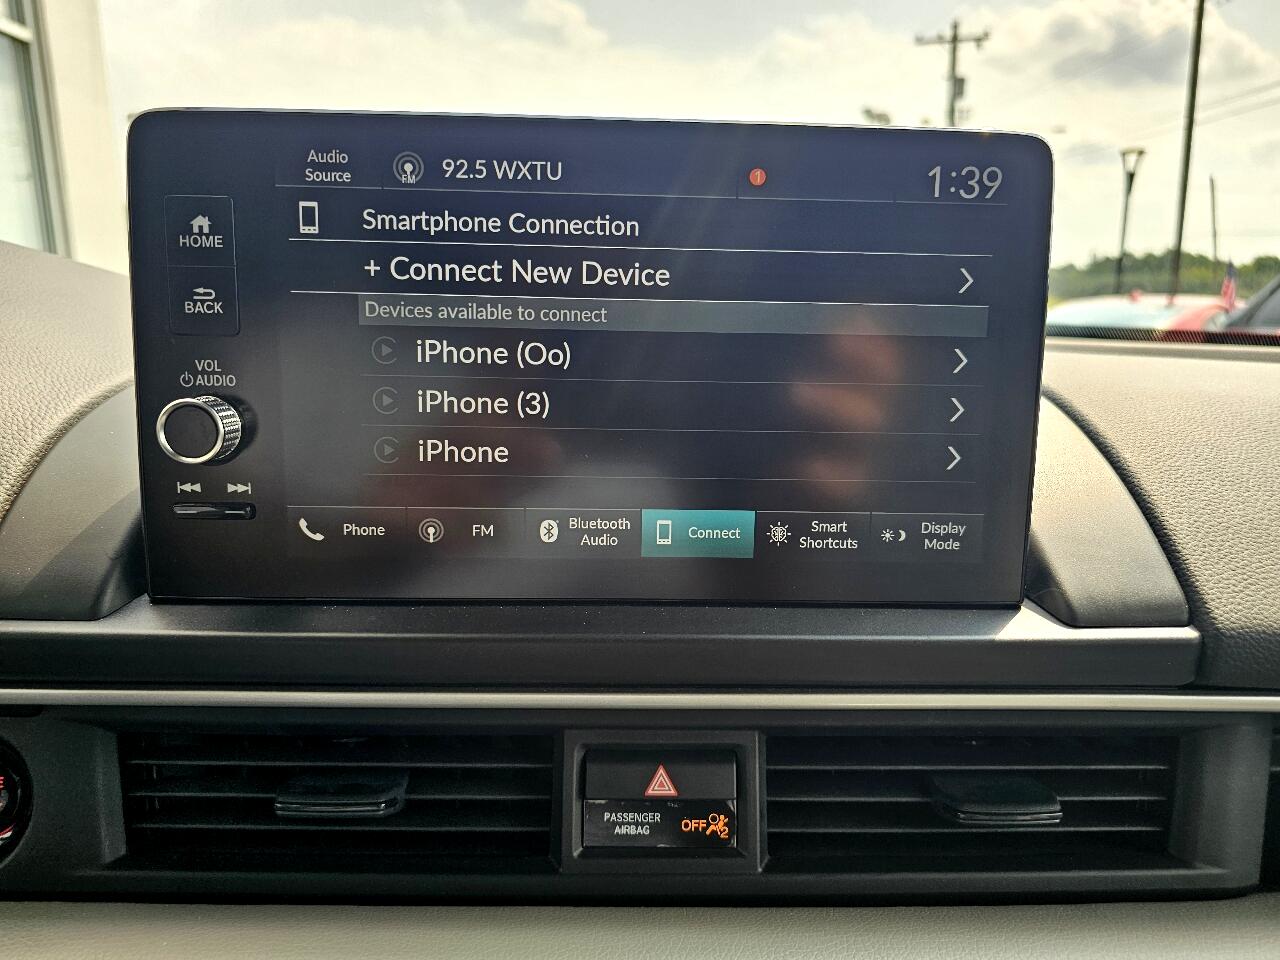 Audio
Source
FM
92.5 WXTU
1
1:39
HOME
BACK
VOL
AUDIO
Smartphone Connection
+ Connect New Device
Devices available to connect
iPhone (Oo)
iPhone (3)
iPhone
Phone
FM
Bluetooth
Audio
Connect
Smart
Shortcuts
Display
Mode
PASSENGER
AIRBAG
OFF
2